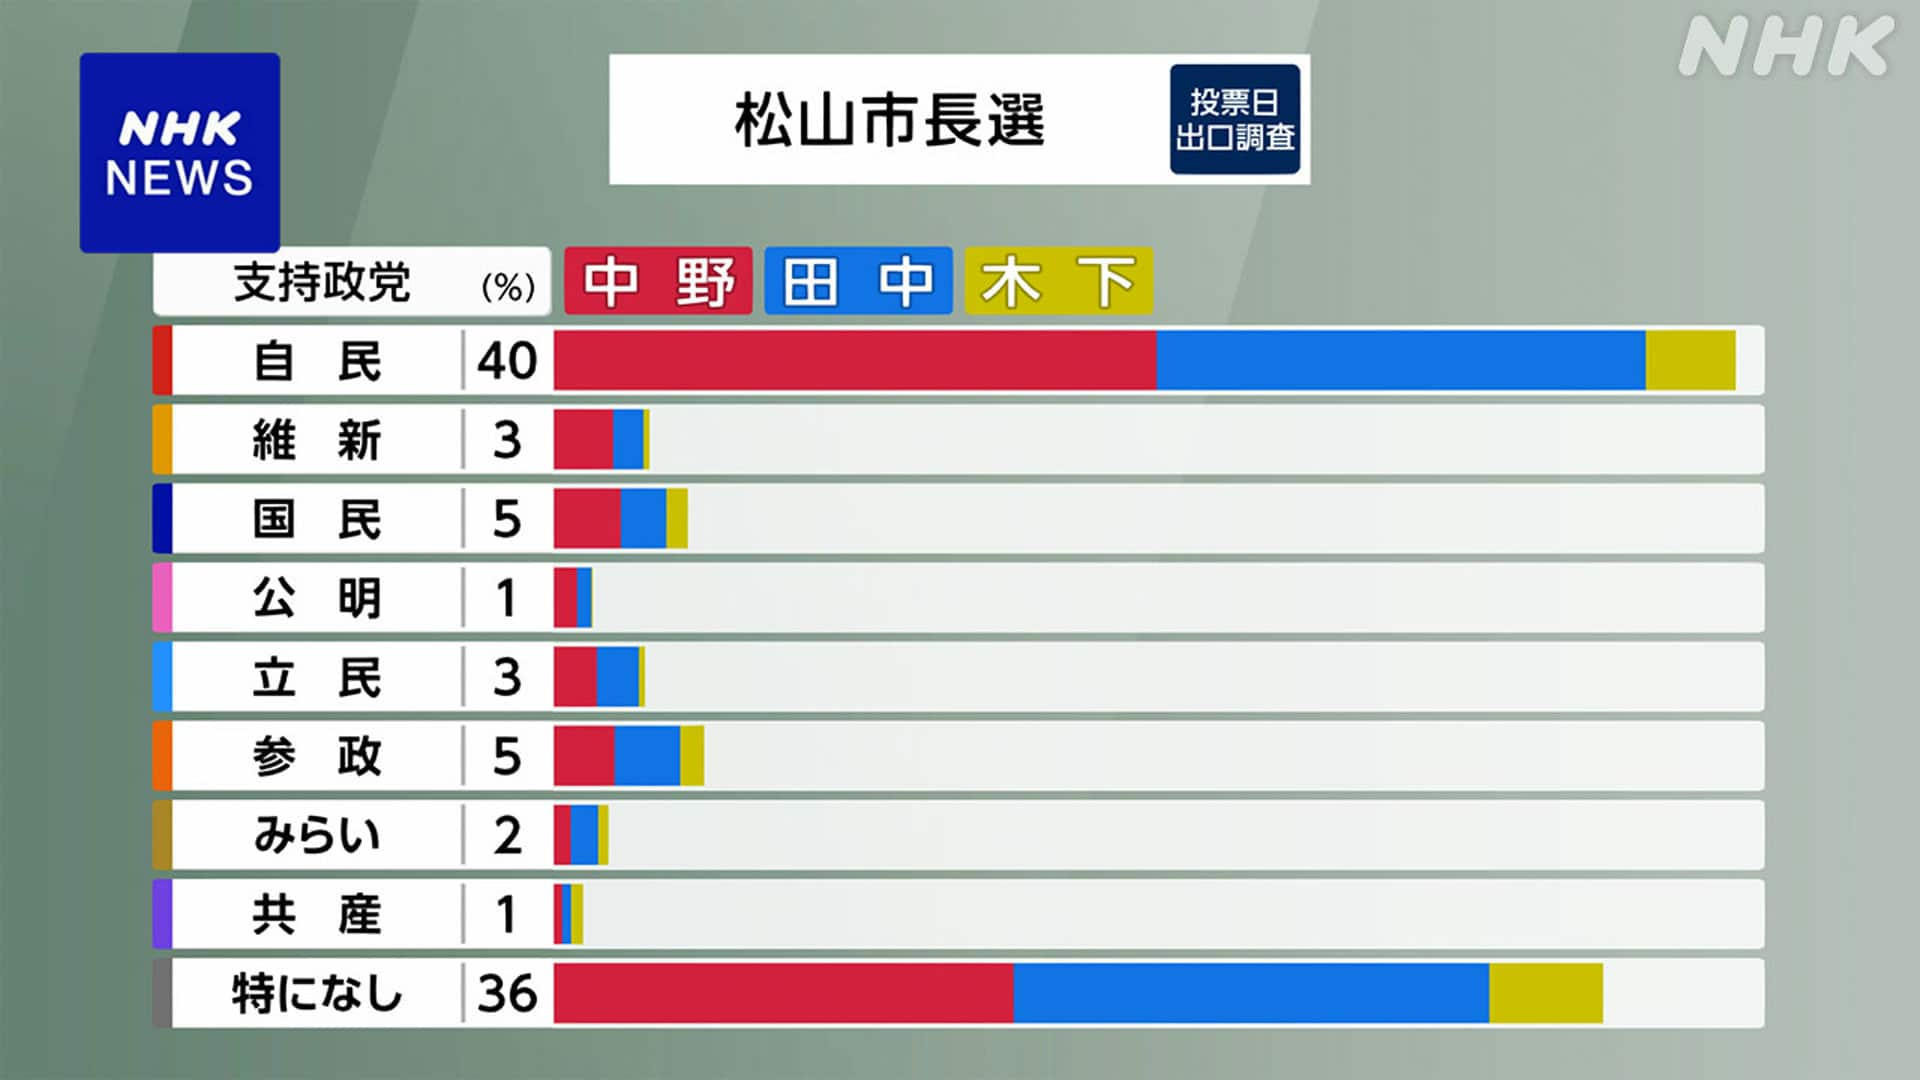 NHK
NHK
NEWS
松山市長選
投票日
出口調査
支持政党 (%) 中野 田中 木下
自民 40
維新 3
国民 5
公明 1
立民 3
参政 5
みらい 2
共産 1
特になし 36